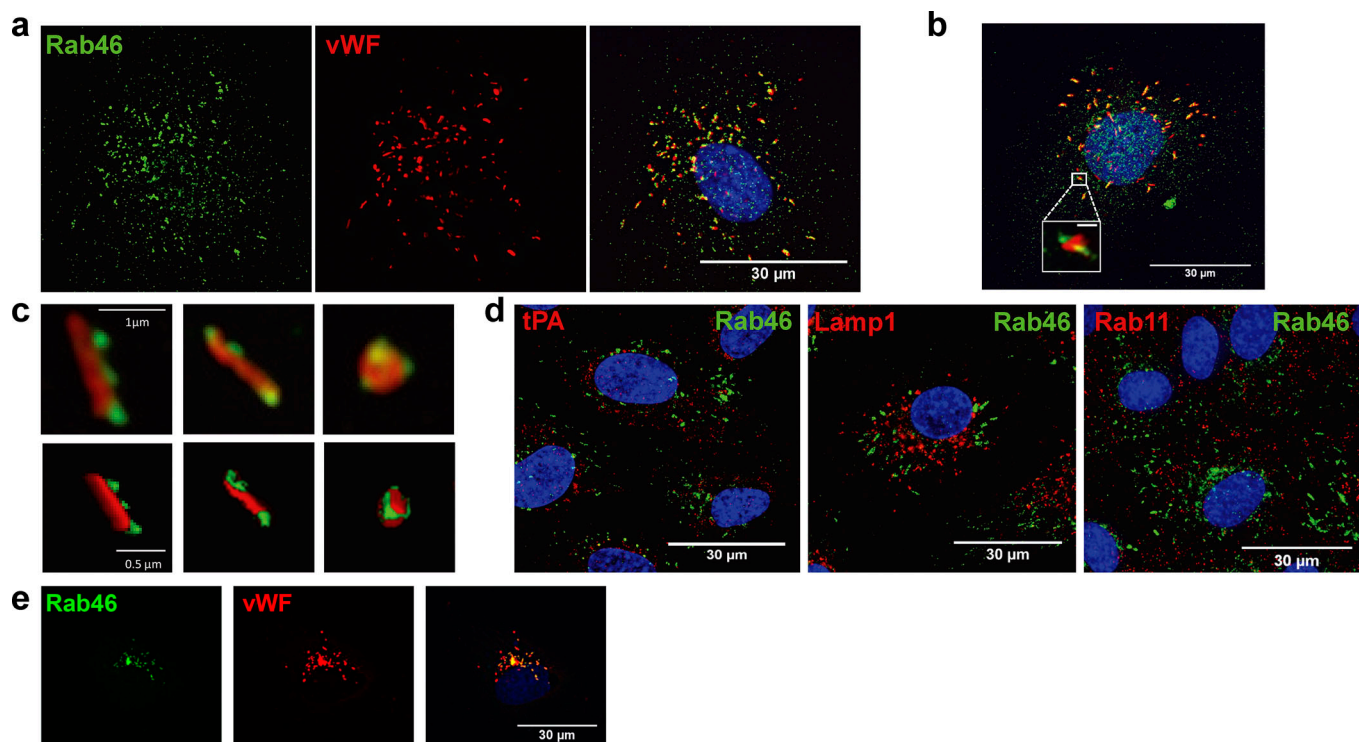 a
Rab46
vWF
30 µm
b
30 µm
c
1µm
0.5 µm
d
tPA
Rab46
30 µm
Lamp1
Rab46
30 µm
Rab11
Rab46
30 µm
e
Rab46
vWF
30 µm